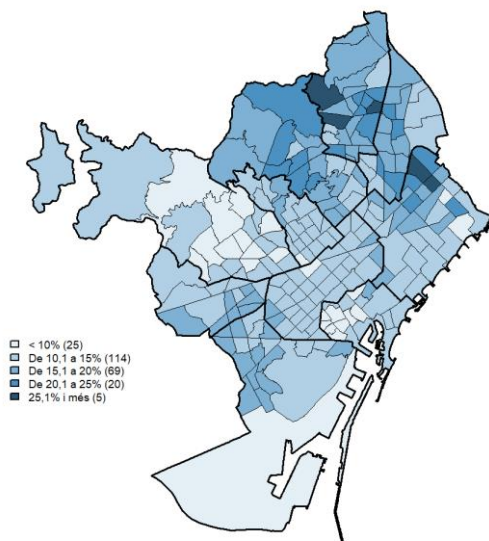 < 10% (25)
De 10,1 a 15% (114)
De 15,1 a 20% (69)
De 20,1 a 25% (20)
25,1% i més (5)